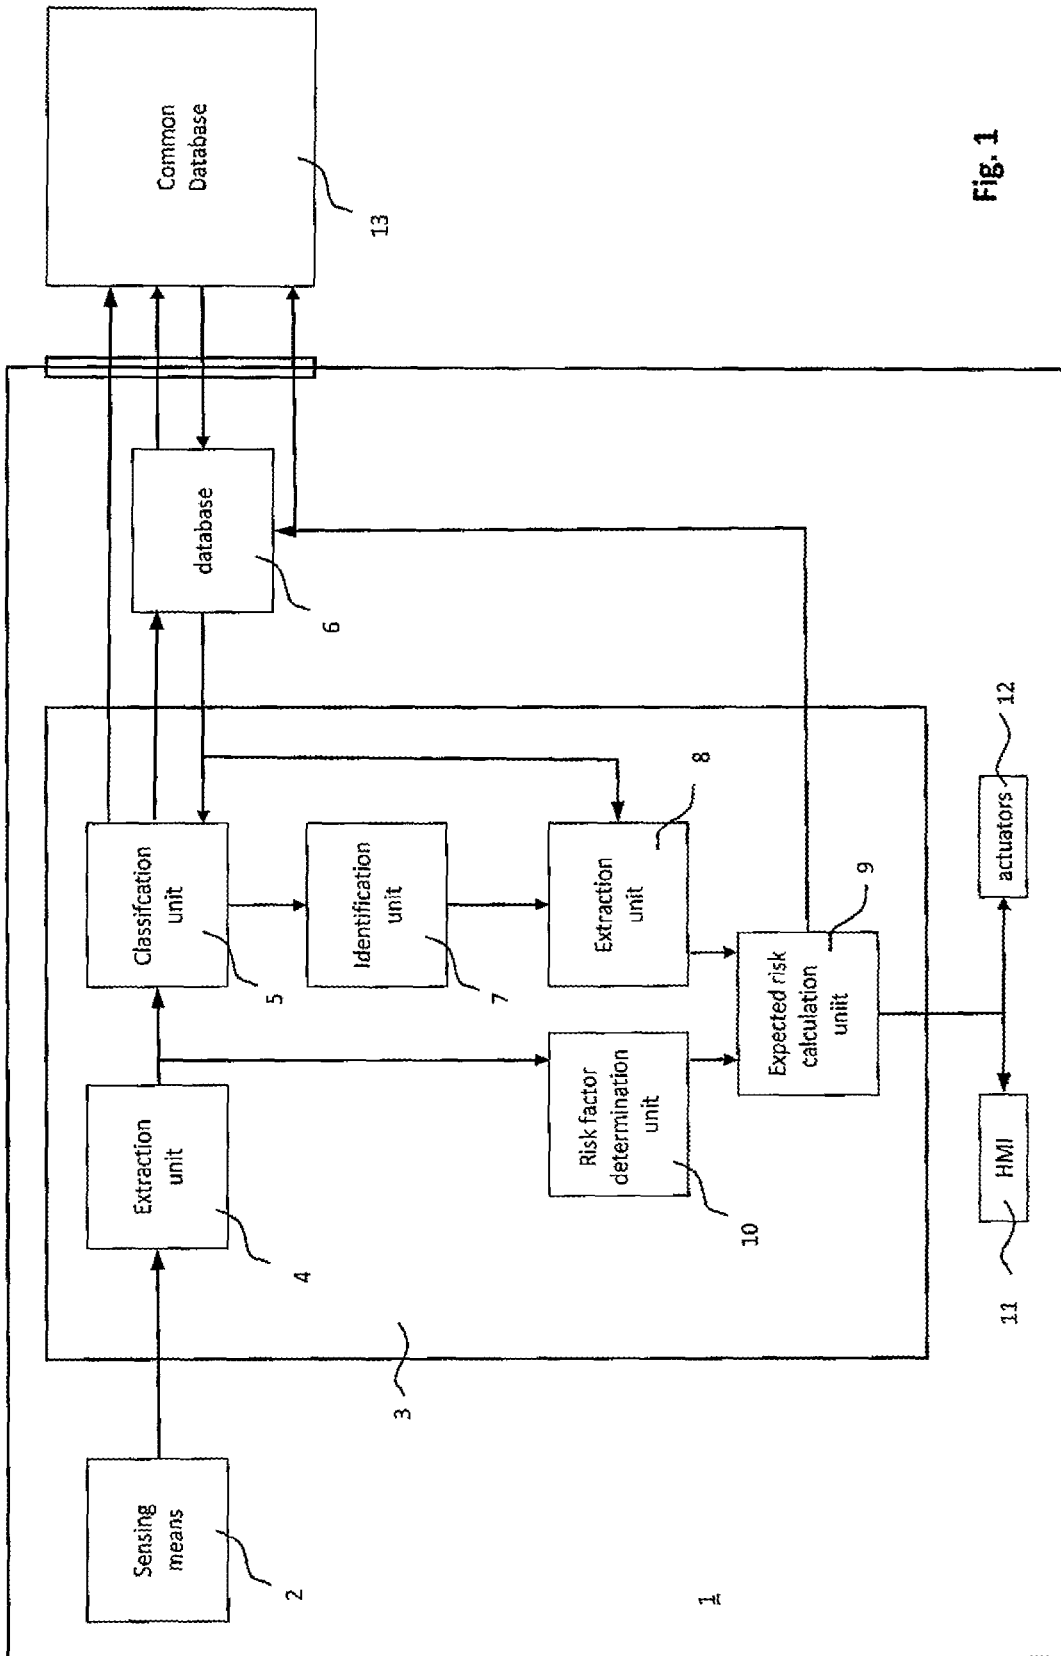 Sensing
means
2
Extraction
unit
4
Classifcation
unit
5
database
6
Common
Database
13
Identification
unit
7
Risk factor
determination
unit
10
Extraction
unit
8
Expected risk
calculation
uniit
9
3
HMI
11
actuators
12
1
Fig. 1